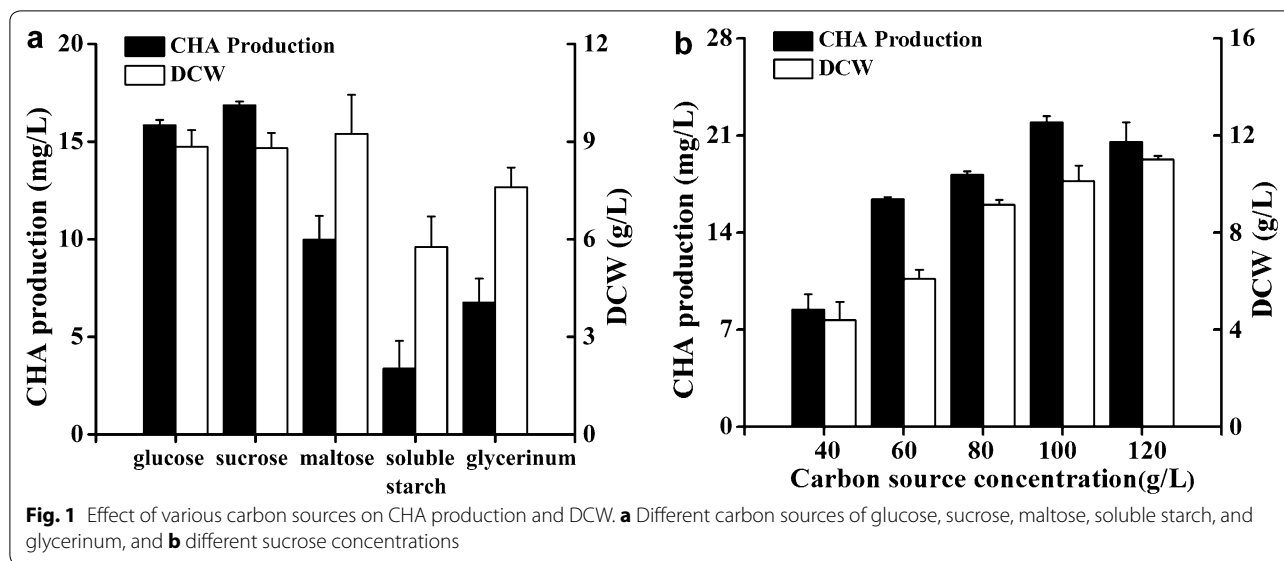 a
CHA Production
DCW
CHA production (mg/L)
20
15
10
5
0
12
9
6
3
0
DCW (g/L)
glucose sucrose maltose soluble glycerinum
starch
b
CHA Production
DCW
CHA production (mg/L)
28
21
14
7
0
16
12
8
4
0
DCW (g/L)
40 60 80 100 120
Carbon source concentration(g/L)
Fig. 1 Effect of various carbon sources on CHA production and DCW. a Different carbon sources of glucose, sucrose, maltose, soluble starch, and
glycerinum, and b different sucrose concentrations